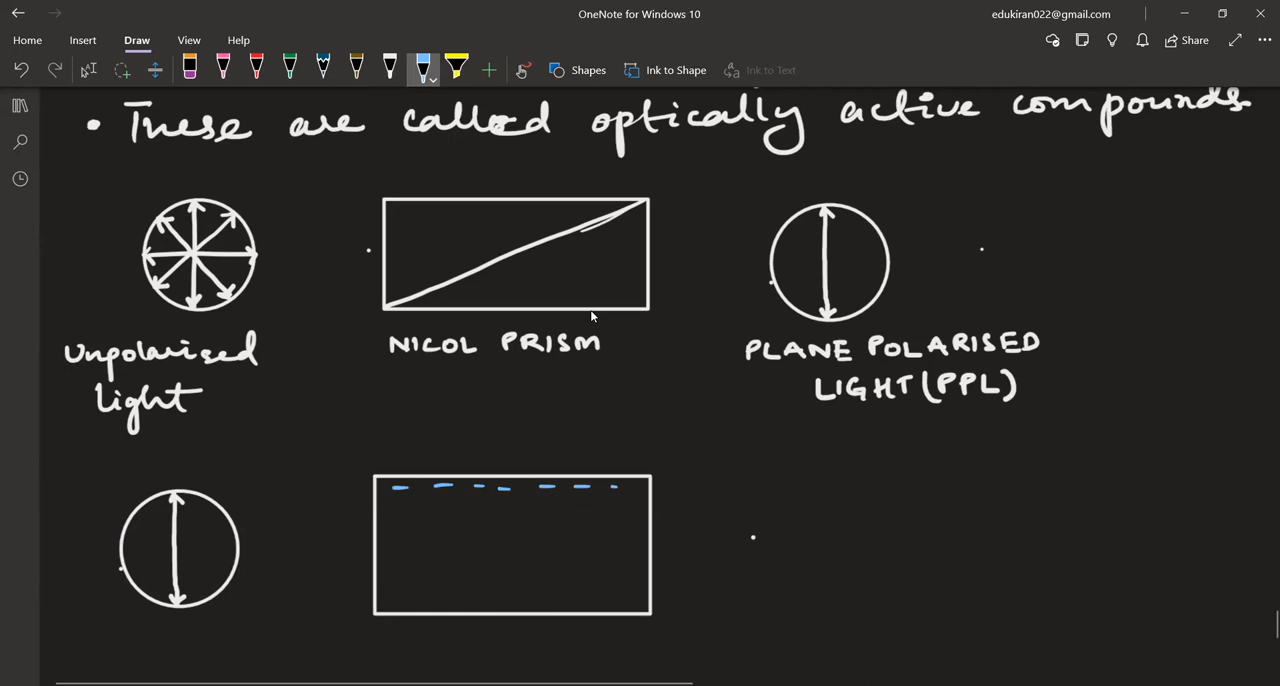 OneNote for Windows 10
edukiran022@gmail.com
Home Insert Draw View Help
Share
Shapes
Ink to Shape
Ink to Text
• These are called optically active compounds
Unpolarised
light
NICOL PRISM
PLANE POLARISED
LIGHT (PPL)